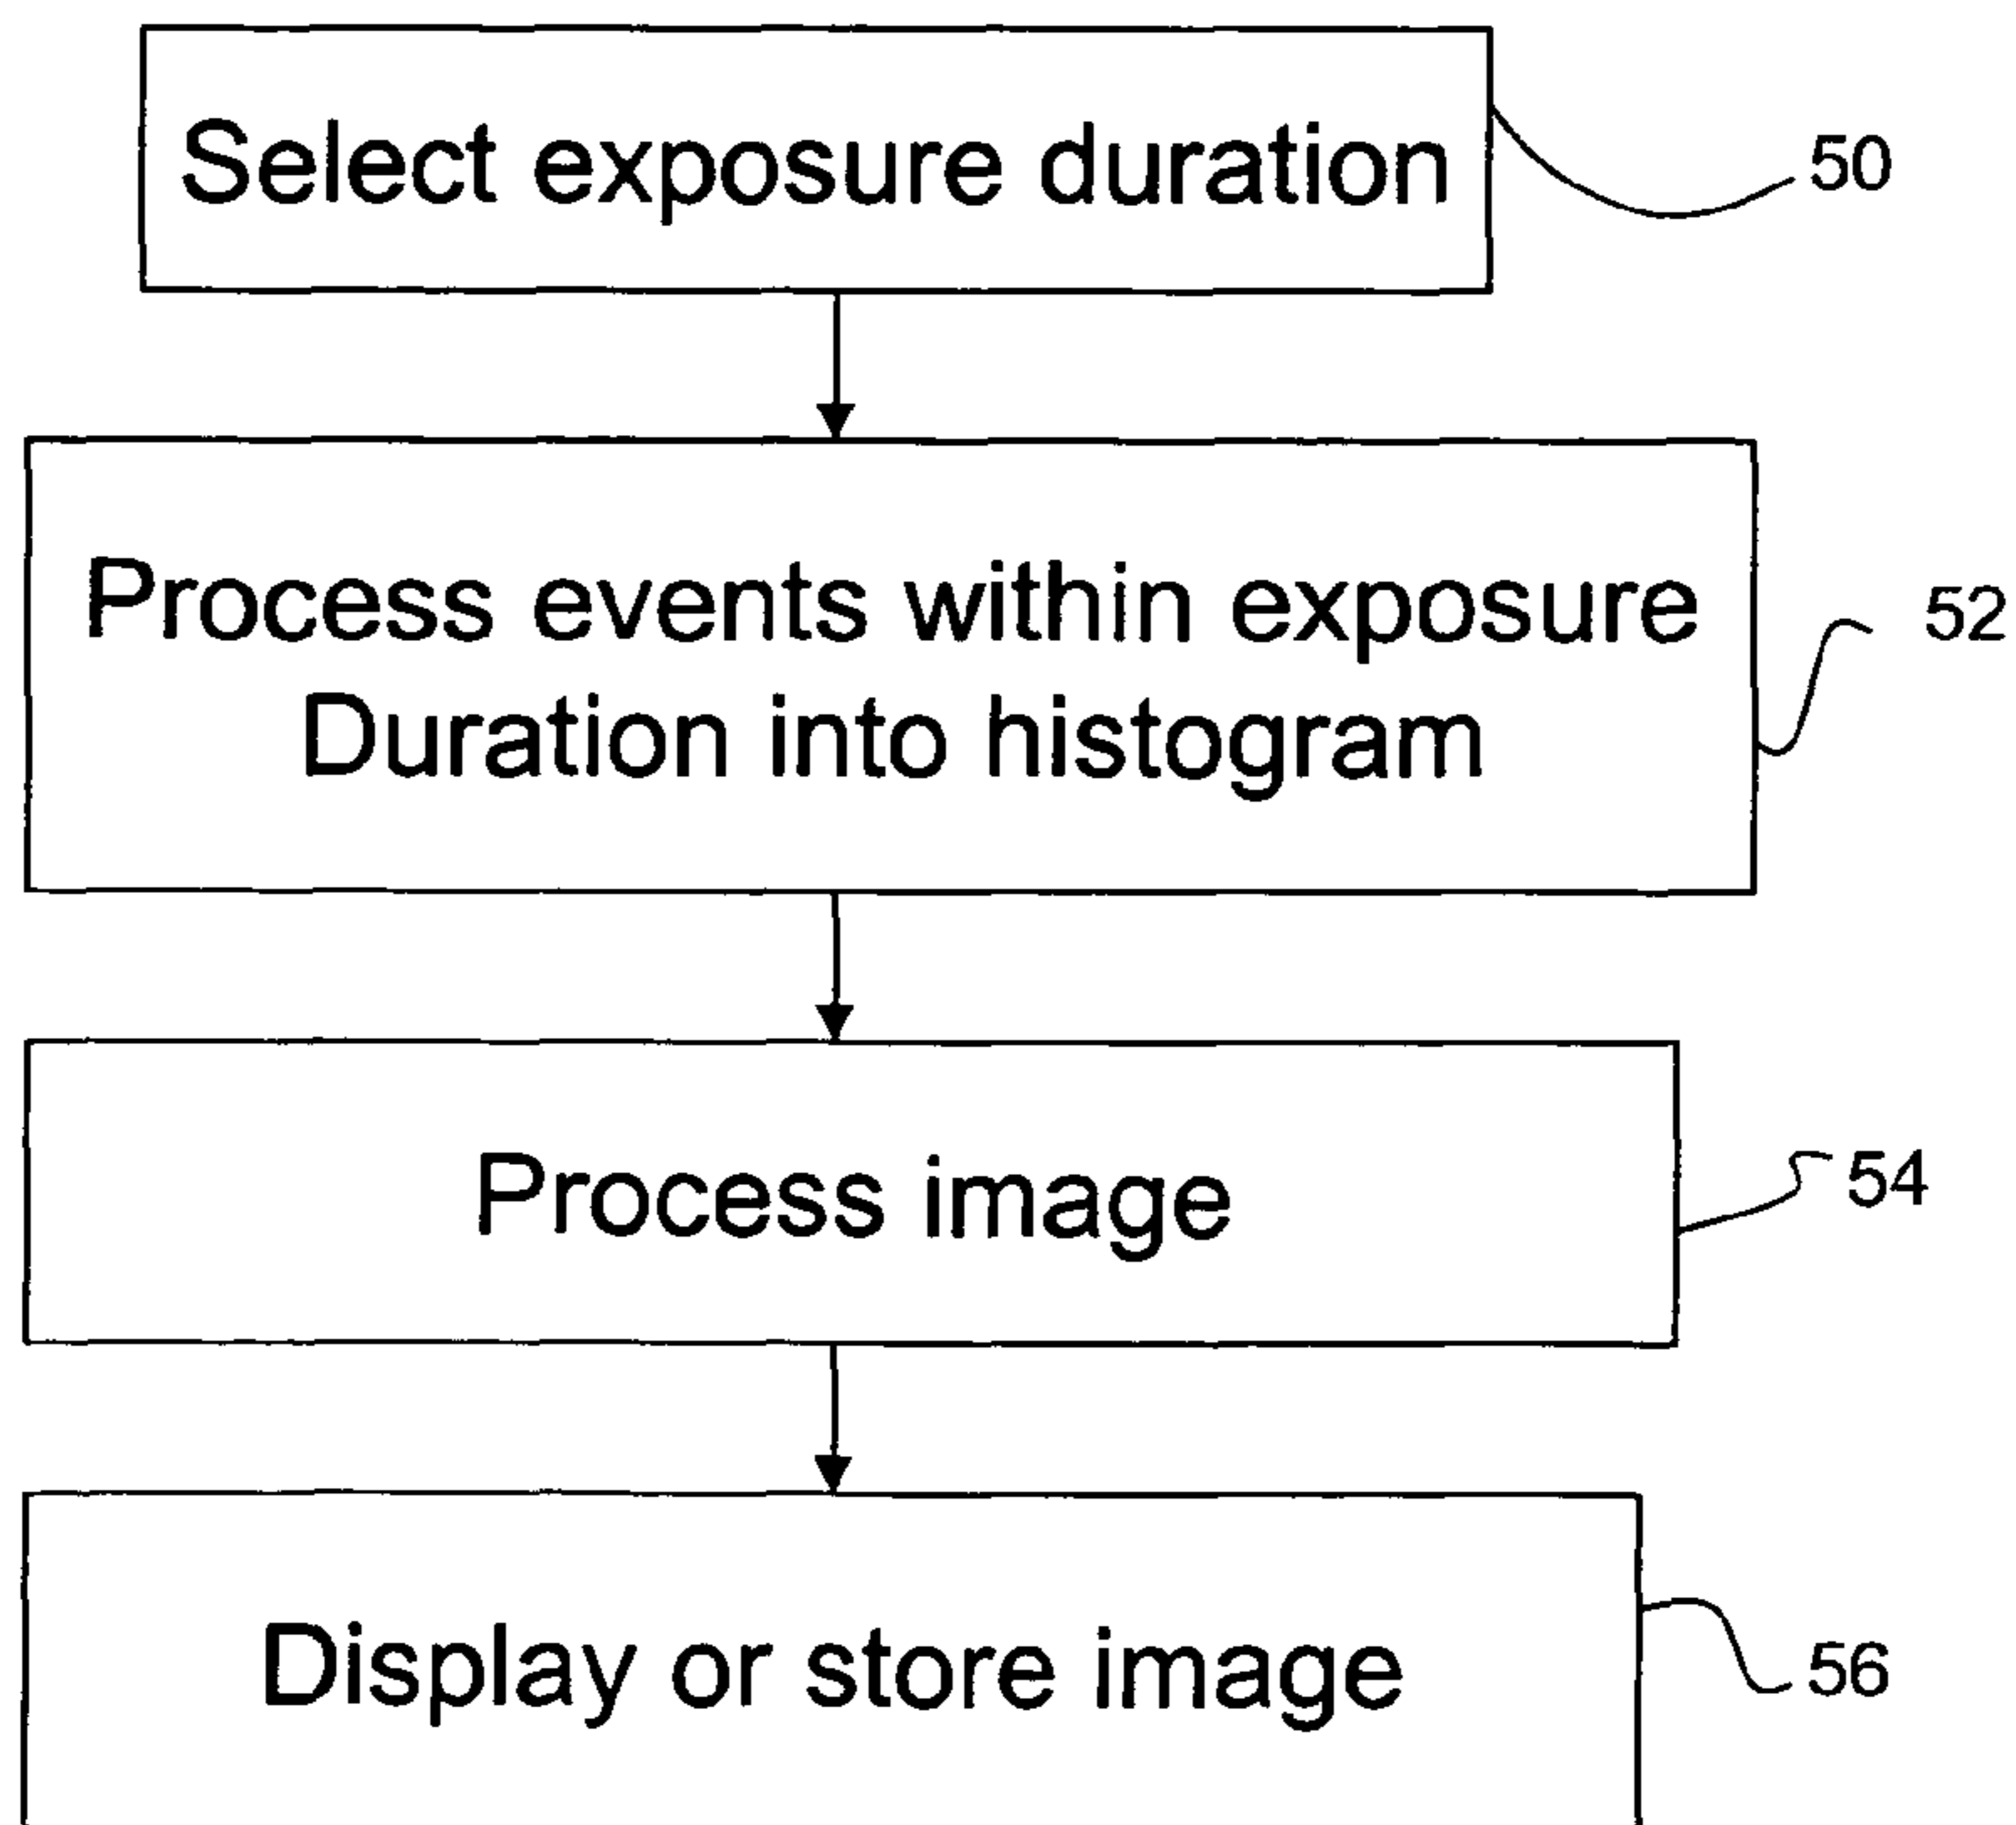 Select exposure duration
50
Process events within exposure
Duration into histogram
52
Process image
54
Display or store image
56